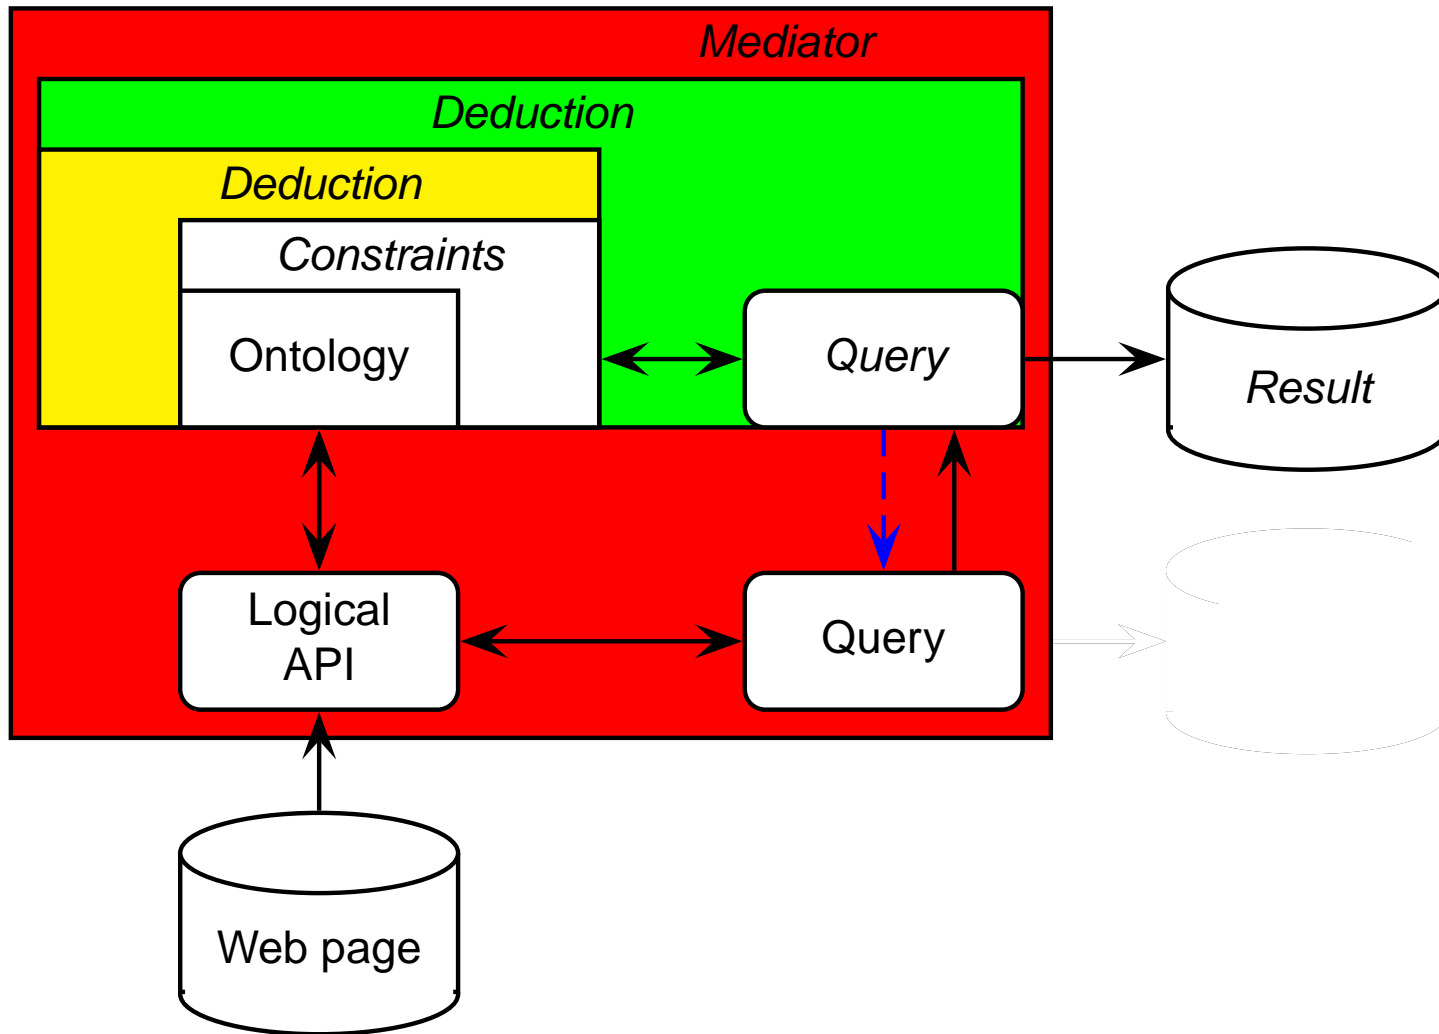 Mediator
Deduction
Deduction
Constraints
Ontology
Query
Result
Logical
API
Query
Web page